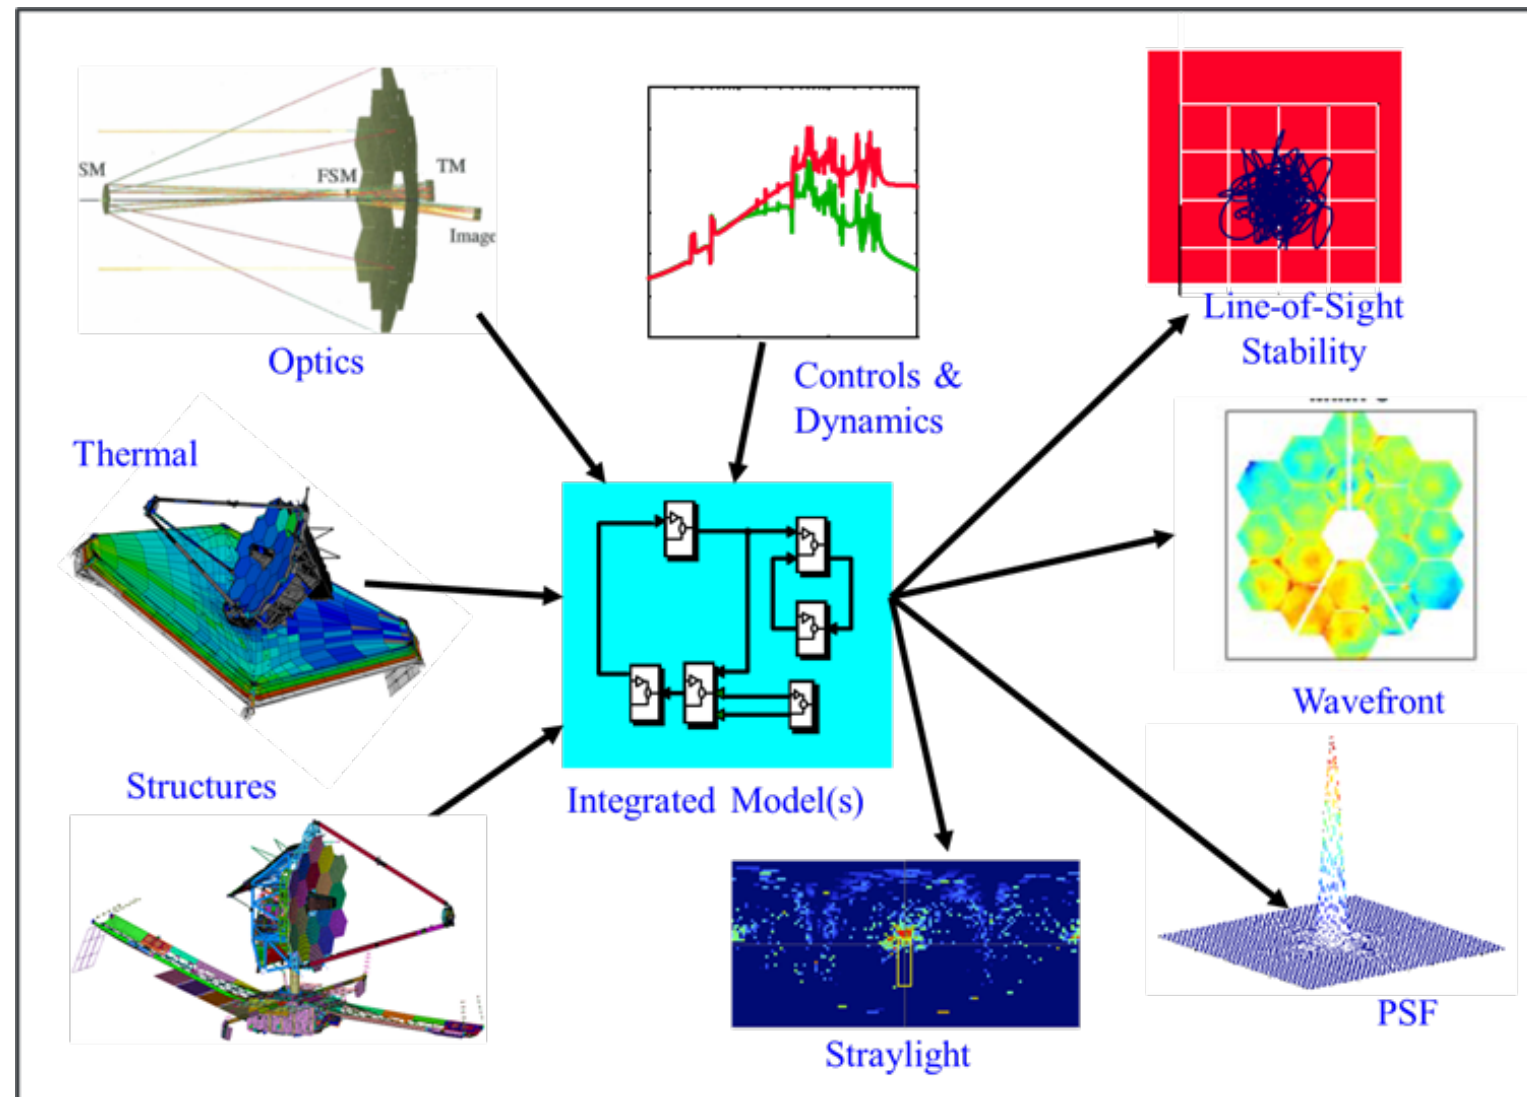 SM
FSM
TM
Image
Optics
Controls &
Dynamics
Line-of-Sight
Stability
Thermal
Wavefront
Structures
Integrated Model(s)
PSF
Straylight